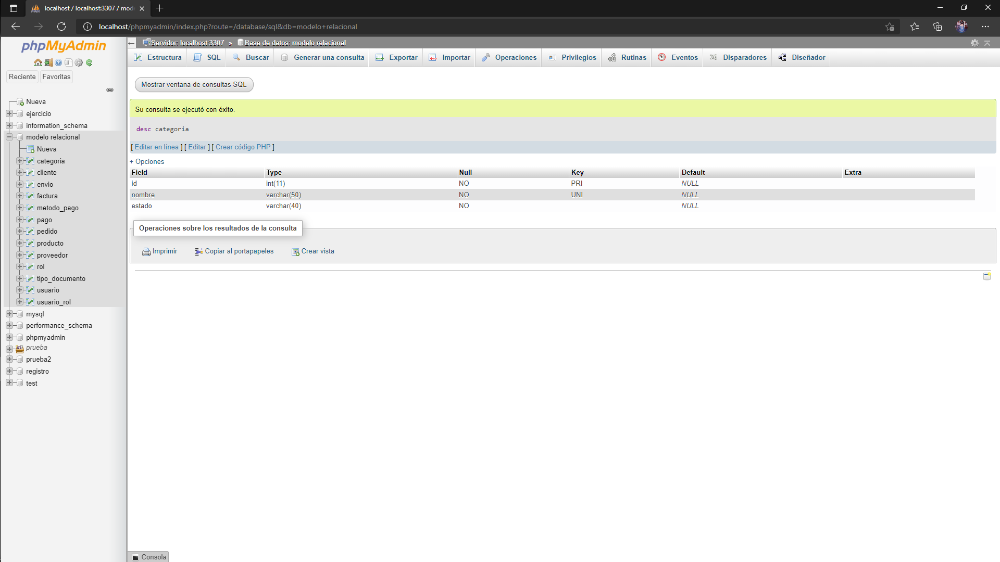 localhost / localhost:3307 / mod
localhost/phpmyadmin/index.php?route=/database/sql&db=modelo+relacional
phpMyAdmin
Reciente
Favoritas
Nueva
ejercicio
information_schema
modelo relacional
Nueva
categoria
cliente
envio
factura
metodo_pago
pago
pedido
producto
proveedor
rol
tipo_documento
usuario
usuario_rol
mysql
performance_schema
phpmyadmin
prueba
prueba2
registro
test
Servidor: localhost:3307 » Base de datos: modelo relacional
Estructura SQL Buscar Generar una consulta Exportar Importar Operaciones Privilegios Rutinas Eventos Disparadores Diseñador
Mostrar ventana de consultas SQL
Su consulta se ejecutó con éxito.
desc categoria
[ Editar en línea ] [ Editar ] [ Crear código PHP ]
+ Opciones
Field Type Null Key Default Extra
id int(11) NO PRI NULL
nombre varchar(50) NO UNI NULL
estado varchar(40) NO NULL
Operaciones sobre los resultados de la consulta
Imprimir Copiar al portapapeles Crear vista
Consola